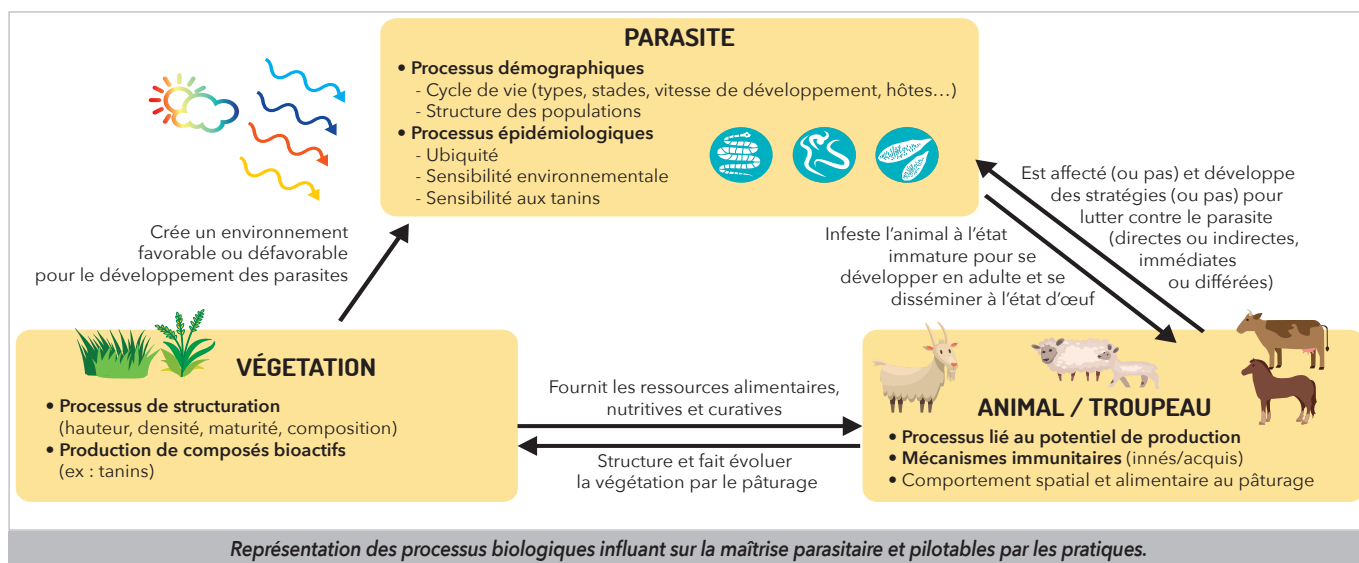 PARASITE
• Processus démographiques
- Cycle de vie (types, stades, vitesse de développement, hôtes…)
- Structure des populations
• Processus épidémiologiques
- Ubiquité
- Sensibilité environnementale
- Sensibilité aux tanins
Crée un environnement
favorable ou défavorable
pour le développement des parasites
Infeste l’animal à l’état
immature pour se
développer en adulte et se
disséminer à l’état d’œuf
Est affecté (ou pas) et développe
des stratégies (ou pas) pour
lutter contre le parasite
(directes ou indirectes,
immédiates
ou différées)
VÉGETATION
• Processus de structuration
(hauteur, densité, maturité, composition)
• Production de composés bioactifs
(ex : tanins)
Fournit les ressources alimentaires,
nutritives et curatives
Structure et fait évoluer
la végétation par le pâturage
ANIMAL / TROUPEAU
• Processus lié au potentiel de production
• Mécanismes immunitaires (innés/acquis)
• Comportement spatial et alimentaire au pâturage
Représentation des processus biologiques influant sur la maîtrise parasitaire et pilotables par les pratiques.